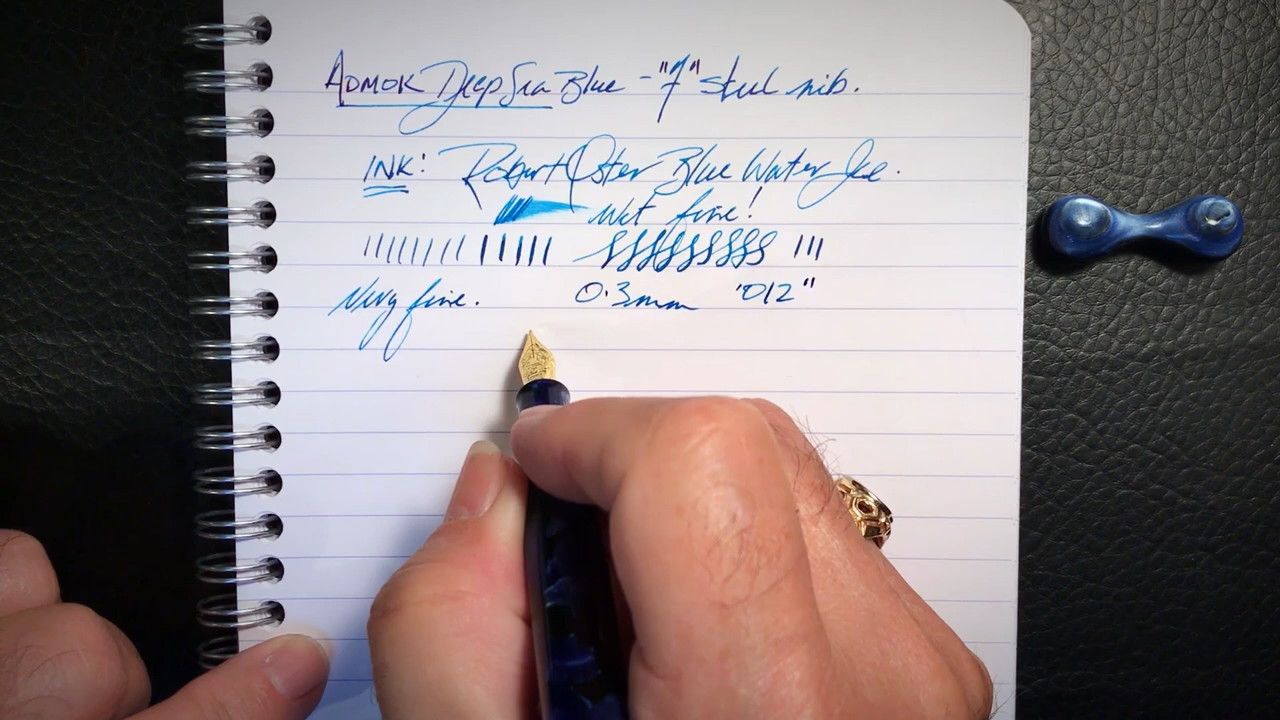 ADMOK Deep Sea Blue - "7" steel nib.
INK: Robert Oster Blue Water Ice.
Wet fine!
Very fine. 0.3mm '012"